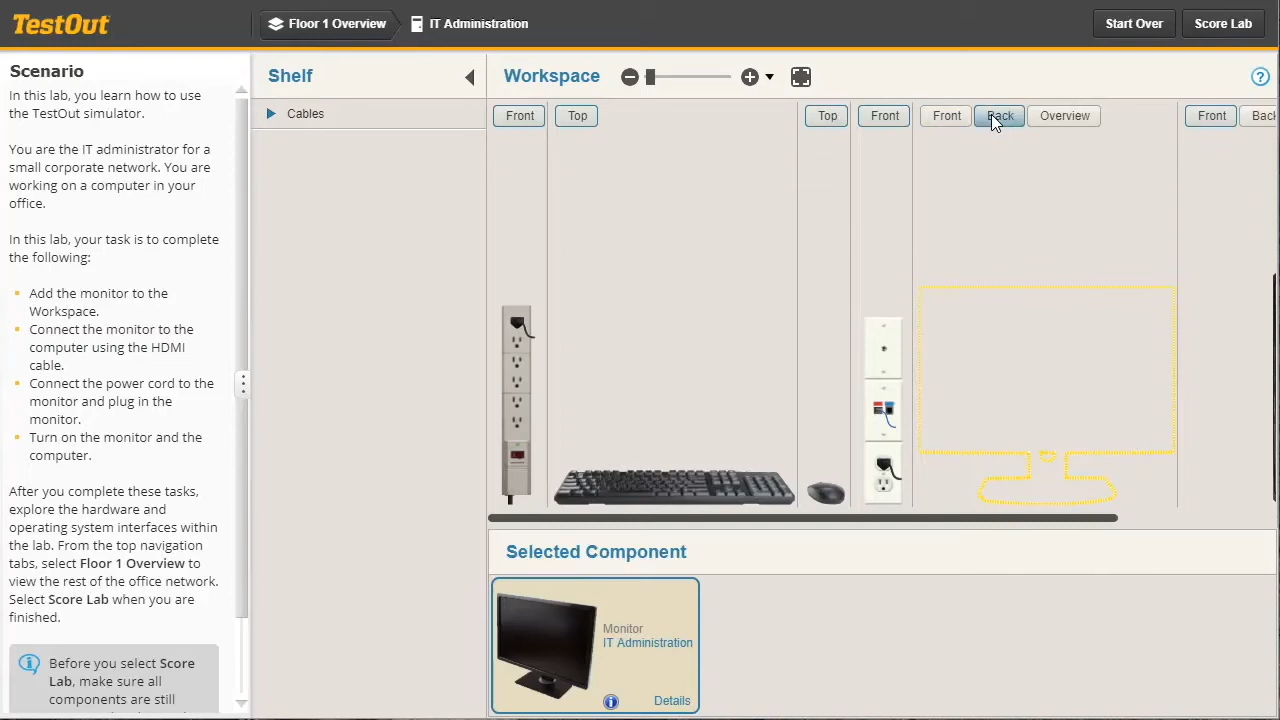 TestOut
Floor 1 Overview
IT Administration
Start Over
Score Lab
Scenario
In this lab, you learn how to use
the TestOut simulator.
You are the IT administrator for a
small corporate network. You are
working on a computer in your
office.
In this lab, your task is to complete
the following:
Add the monitor to the
Workspace.
Connect the monitor to the
computer using the HDMI
cable.
Connect the power cord to the
monitor and plug in the
monitor.
Turn on the monitor and the
computer.
After you complete these tasks,
explore the hardware and
operating system interfaces within
the lab. From the top navigation
tabs, select Floor 1 Overview to
view the rest of the office network.
Select Score Lab when you are
finished.
Before you select Score
Lab, make sure all
components are still
Shelf
Cables
Workspace
Front
Top
Top
Front
Front
Back
Overview
Front
Back
Selected Component
Monitor
IT Administration
Details